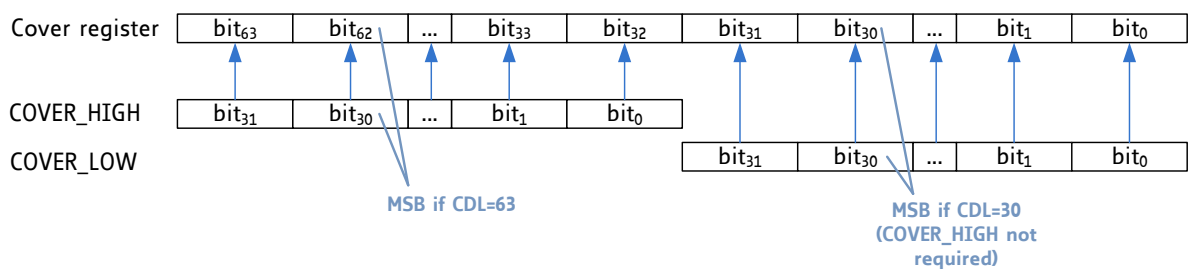 Cover register bit63 bit62 ... bit33 bit32 bit31 bit30 ... bit1 bit0
COVER_HIGH bit31 bit30 ... bit1 bit0
COVER_LOW bit31 bit30 ... bit1 bit0
MSB if CDL=63
MSB if CDL=30
(COVER_HIGH not
required)